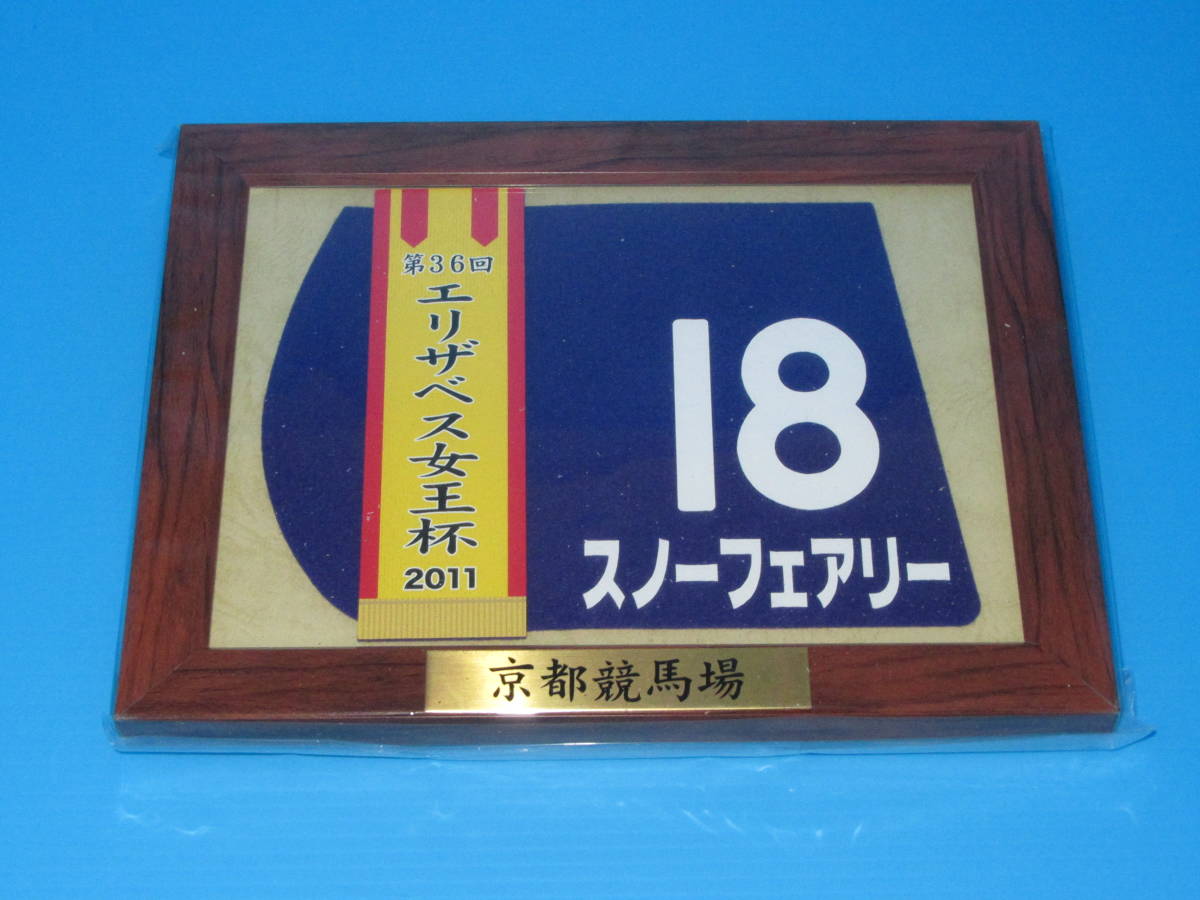 第36回
エリザベス女王杯
2011
18
スノーフェアリー
京都競馬場